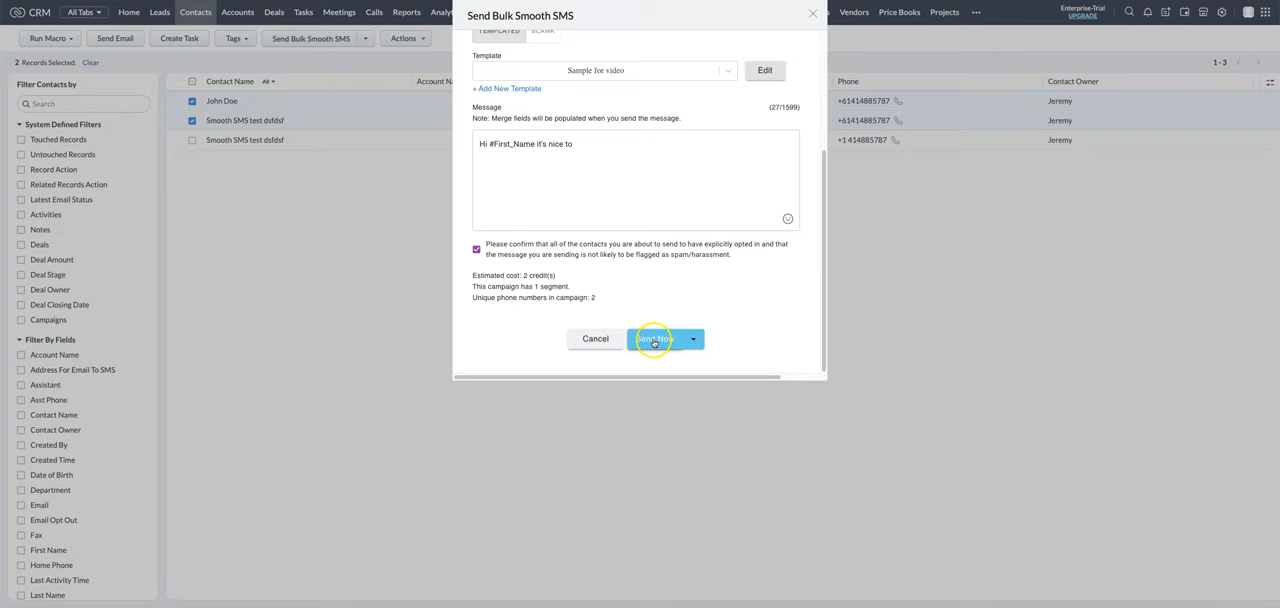 CRM
All Tabs
Home
Leads
Contacts
Accounts
Deals
Tasks
Meetings
Calls
Reports
Vendors
Price Books
Projects
•••
Enterprise-Trial
UPGRADE
Send Bulk Smooth SMS
Run Macro
Send Email
Create Task
Tags
Send Bulk Smooth SMS
Actions
2 Records Selected. Clear
1 - 3
Filter Contacts by
Search
System Defined Filters
Touched Records
Untouched Records
Record Action
Related Records Action
Latest Email Status
Activities
Notes
Deals
Deal Amount
Deal Stage
Deal Owner
Deal Closing Date
Campaigns
Filter By Fields
Account Name
Address For Email To SMS
Assistant
Asst Phone
Contact Name
Contact Owner
Created By
Created Time
Date of Birth
Department
Email
Email Opt Out
Fax
First Name
Home Phone
Last Activity Time
Last Name
Contact Name All
Phone
Contact Owner
John Doe
+61414885787
Jeremy
Smooth SMS test dsfdsf
+61414885787
Jeremy
Smooth SMS test dsfdsf
+1 414885787
Jeremy
TEMPLATED
BLANK
Template
Sample for video
Edit
+ Add New Template
Message
(27/1599)
Note: Merge fields will be populated when you send the message.
Hi #First_Name it's nice to
Please confirm that all of the contacts you are about to send to have explicitly opted in and that
the message you are sending is not likely to be flagged as spam/harassment.
Estimated cost: 2 credit(s)
This campaign has 1 segment.
Unique phone numbers in campaign: 2
Cancel
Send Now